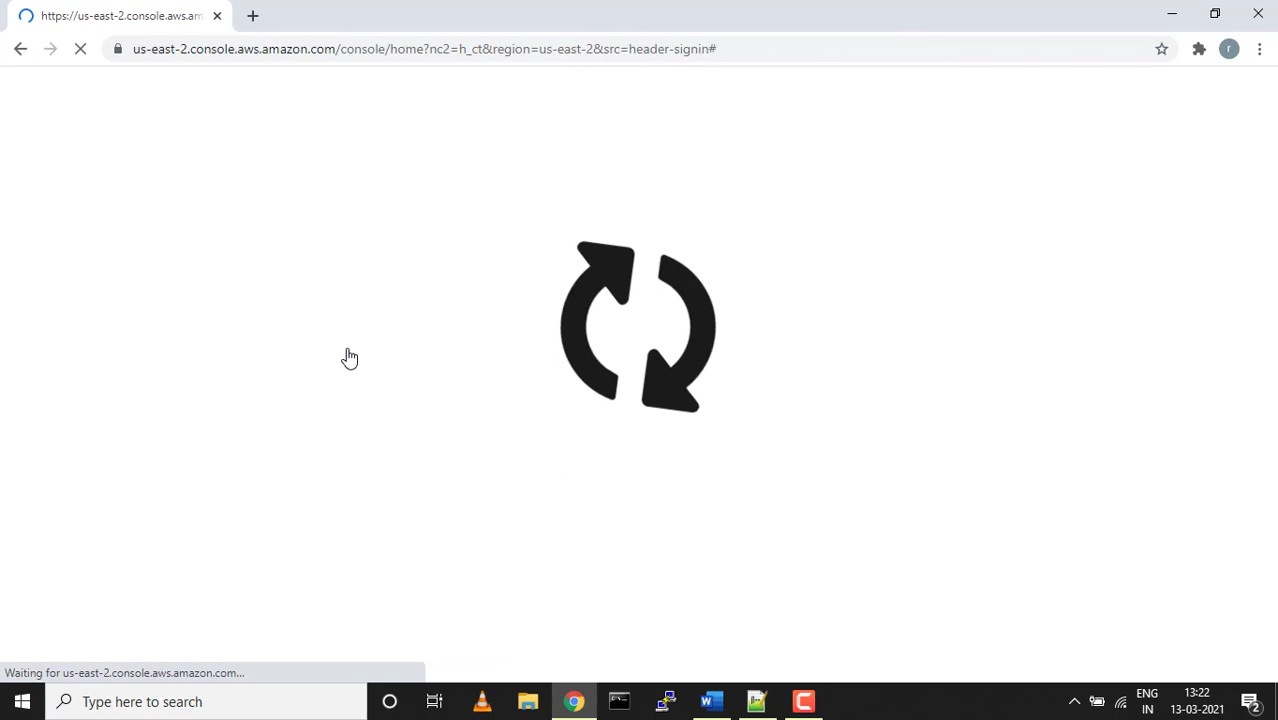 https://us-east-2.console.aws.am
us-east-2.console.aws.amazon.com/console/home?nc2=h_ct&region=us-east-2&src=header-signin#
r
Waiting for us-east-2.console.aws.amazon.com...
Type here to search
ENG
IN
13:22
13-03-2021
2